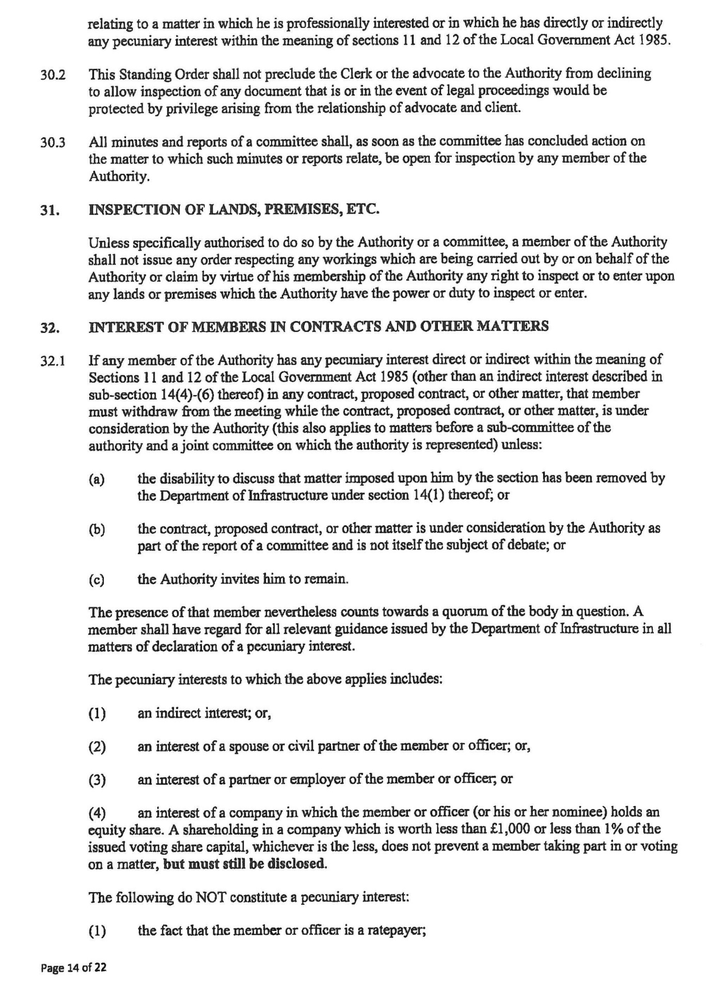 relating to a matter in which he is professionally interested or in which he has directly or indirectly
any pecuniary interest within the meaning of sections 11 and 12 of the Local Government Act 1985.
30.2 This Standing Order shall not preclude the Clerk or the advocate to the Authority from declining
to allow inspection of any document that is or in the event of legal proceedings would be
protected by privilege arising from the relationship of advocate and client.
30.3 All minutes and reports of a committee shall, as soon as the committee has concluded action on
the matter to which such minutes or reports relate, be open for inspection by any member of the
Authority.
31. INSPECTION OF LANDS, PREMISES, ETC.
Unless specifically authorised to do so by the Authority or a committee, a member of the Authority
shall not issue any order respecting any workings which are being carried out by or on behalf of the
Authority or claim by virtue of his membership of the Authority any right to inspect or to enter upon
any lands or premises which the Authority have the power or duty to inspect or enter.
32. INTEREST OF MEMBERS IN CONTRACTS AND OTHER MATTERS
32.1 If any member of the Authority has any pecuniary interest direct or indirect within the meaning of
Sections 11 and 12 of the Local Government Act 1985 (other than an indirect interest described in
sub-section 14(4)-(6) thereof) in any contract, proposed contract, or other matter, that member
must withdraw from the meeting while the contract, proposed contract, or other matter, is under
consideration by the Authority (this also applies to matters before a sub-committee of the
authority and a joint committee on which the authority is represented) unless:
(a) the disability to discuss that matter imposed upon him by the section has been removed by
the Department of Infrastructure under section 14(1) thereof; or
(b) the contract, proposed contract, or other matter is under consideration by the Authority as
part of the report of a committee and is not itself the subject of debate; or
(c) the Authority invites him to remain.
The presence of that member nevertheless counts towards a quorum of the body in question. A
member shall have regard for all relevant guidance issued by the Department of Infrastructure in all
matters of declaration of a pecuniary interest.
The pecuniary interests to which the above applies includes:
(1) an indirect interest; or,
(2) an interest of a spouse or civil partner of the member or officer; or,
(3) an interest of a partner or employer of the member or officer; or
(4) an interest of a company in which the member or officer (or his or her nominee) holds an
equity share. A shareholding in a company which is worth less than £1,000 or less than 1% of the
issued voting share capital, whichever is the less, does not prevent a member taking part in or voting
on a matter, but must still be disclosed.
The following do NOT constitute a pecuniary interest:
(1) the fact that the member or officer is a ratepayer;
Page 14 of 22